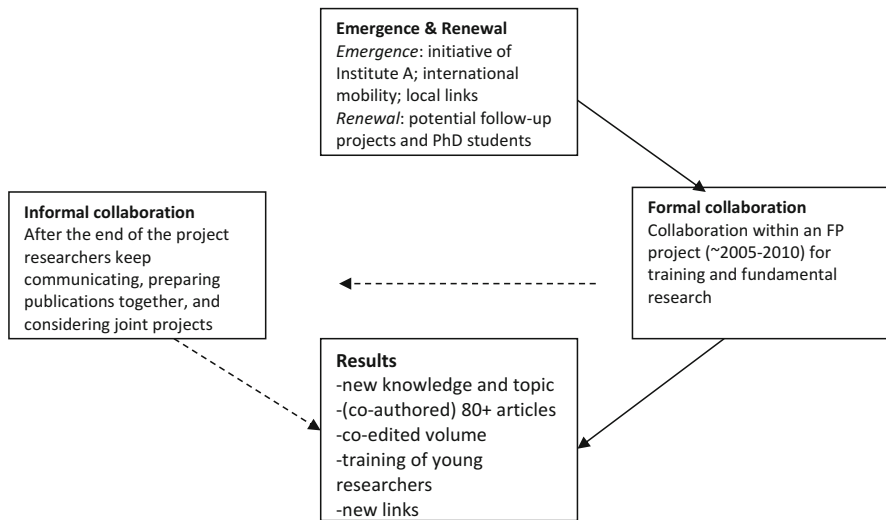 Emergence & Renewal
Emergence: initiative of
Institute A; international
mobility; local links
Renewal: potential follow-up
projects and PhD students
Informal collaboration
After the end of the project
researchers keep
communicating, preparing
publications together, and
considering joint projects
Formal collaboration
Collaboration within an FP
project (~2005-2010) for
training and fundamental
research
Results
-new knowledge and topic
-(co-authored) 80+ articles
-co-edited volume
-training of young
researchers
-new links